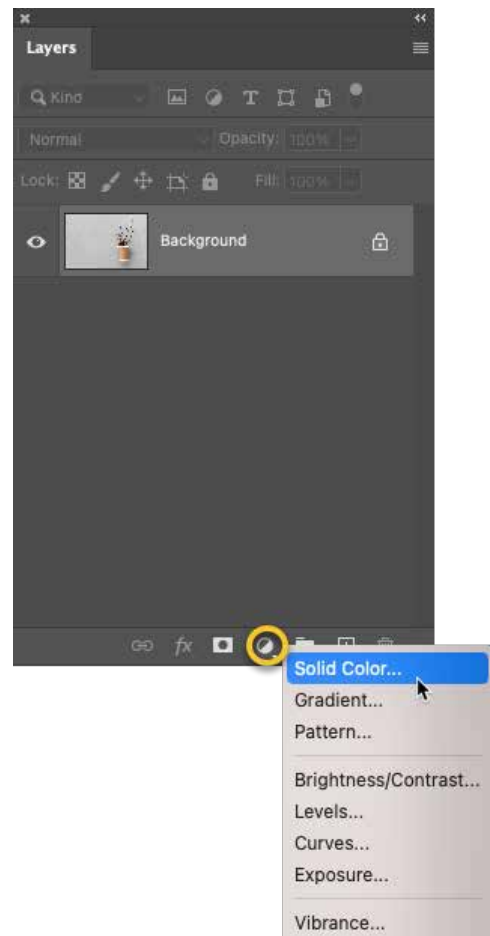 Layers
Kind
T
Normal
Opacity: 100%
Lock:
Fill: 100%
Background
fx
Solid Color...
Gradient...
Pattern...
Brightness/Contrast...
Levels...
Curves...
Exposure...
Vibrance...